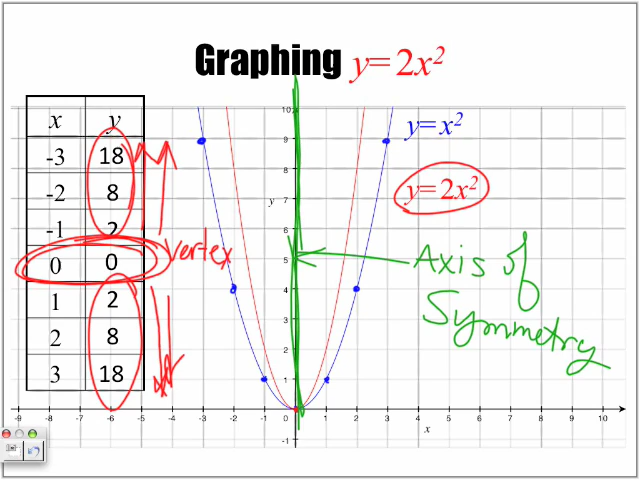 Graphing y=2x²
x y
-3 18
-2 8
-1 2
0 0
1 2
2 8
3 18
vertex
y=x²
y=2x²
Axis of
Symmetry
10
9
8
7
6
5
4
3
2
1
-1
y
-9 -8 -7 -6 -5 -4 -3 -2 -1 0 1 2 3 4 5 6 7 8 9 10
x